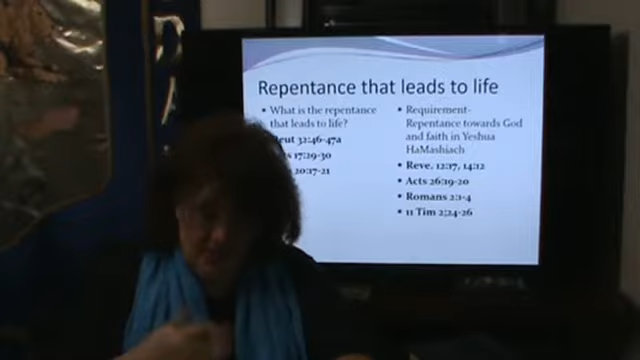 Repentance that leads to life
• What is the repentance
that leads to life?
32:46-47a
17:29-30
20:17-21
• Requirement-
Repentance towards God
and faith in Yeshua
HaMashiach
• Reve. 12:17, 14:12
• Acts 26:19-20
• Romans 2:1-4
• 11 Tim 2:24-26